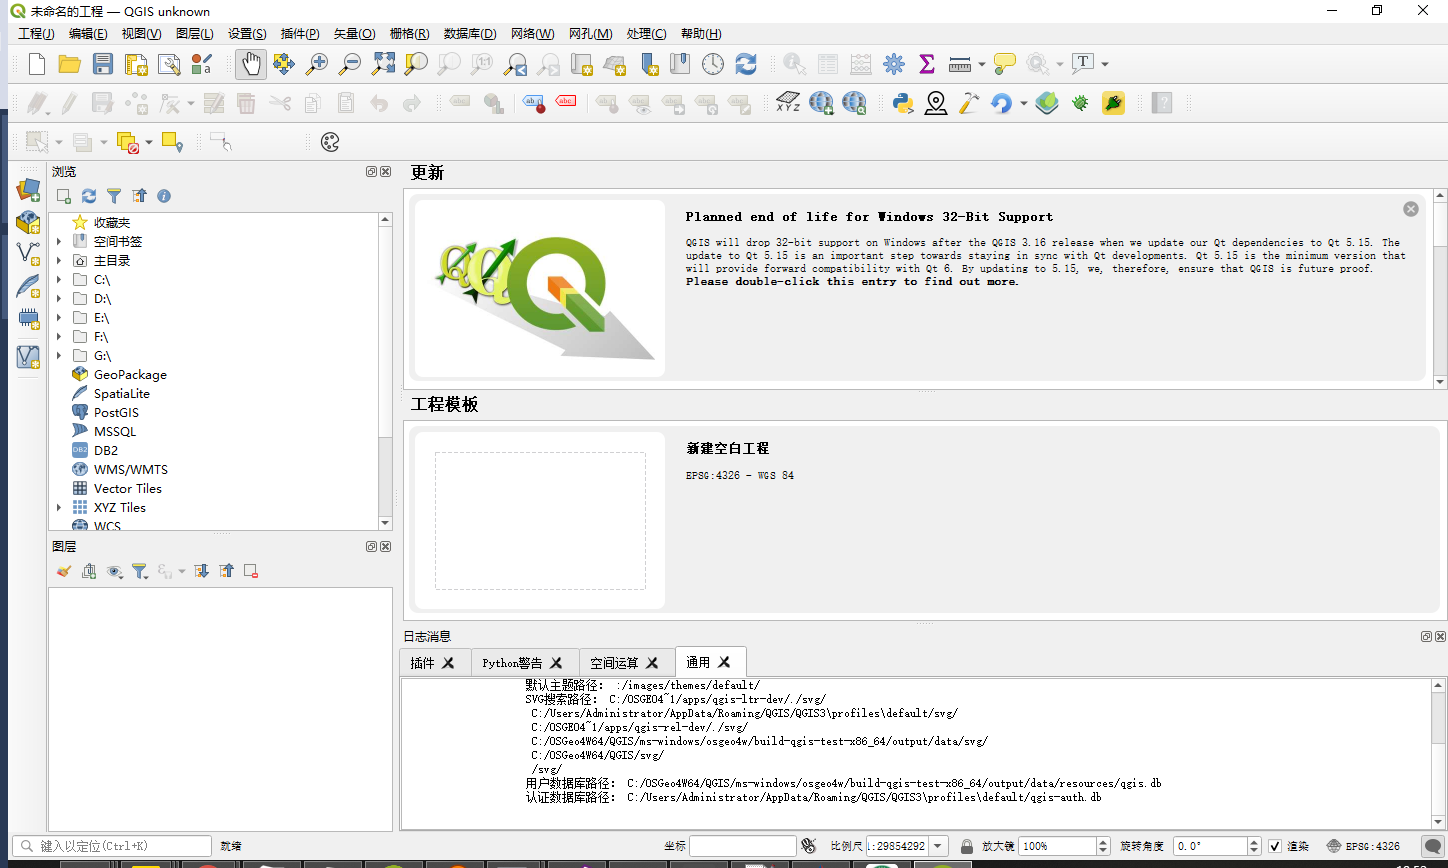 未命名的工程 — QGIS unknown
工程(J) 编辑(E) 视图(V) 图层(L) 设置(S) 插件(P) 矢量(O) 栅格(R) 数据库(D) 网络(W) 网孔(M) 处理(C) 帮助(H)
浏览
收藏夹
空间书签
主目录
C:\
D:\
E:\
F:\
G:\
GeoPackage
SpatiaLite
PostGIS
MSSQL
DB2
WMS/WMTS
Vector Tiles
XYZ Tiles
WCS
图层
更新
Planned end of life for Windows 32-Bit Support
QGIS will drop 32-bit support on Windows after the QGIS 3.16 release when we update our Qt dependencies to Qt 5.15. The
update to Qt 5.15 is an important step towards staying in sync with Qt developments. Qt 5.15 is the minimum version that
will provide forward compatibility with Qt 6. By updating to 5.15, we, therefore, ensure that QGIS is future proof.
Please double-click this entry to find out more.
工程模板
新建空白工程
EPSG:4326 - WGS 84
日志消息
插件 Python警告 空间运算 通用
默认主题路径： :/images/themes/default/
SVG搜索路径： C:/OSGEO4~1/apps/qgis-ltr-dev/./svg/
C:/Users/Administrator/AppData/Roaming/QGIS/QGIS3\profiles\default/svg/
C:/OSGEO4~1/apps/qgis-rel-dev/./svg/
C:/OSGeo4W64/QGIS/ms-windows/osgeo4w/build-qgis-test-x86_64/output/data/svg/
C:/OSGeo4W64/QGIS/svg/
/svg/
用户数据库路径： C:/OSGeo4W64/QGIS/ms-windows/osgeo4w/build-qgis-test-x86_64/output/data/resources/qgis.db
认证数据库路径： C:/Users/Administrator/AppData/Roaming/QGIS/QGIS3\profiles\default/qgis-auth.db
键入以定位(Ctrl+K) 就绪 坐标 比例尺 1:29854292 放大镜 100% 旋转角度 0.0° 渲染 EPSG:4326